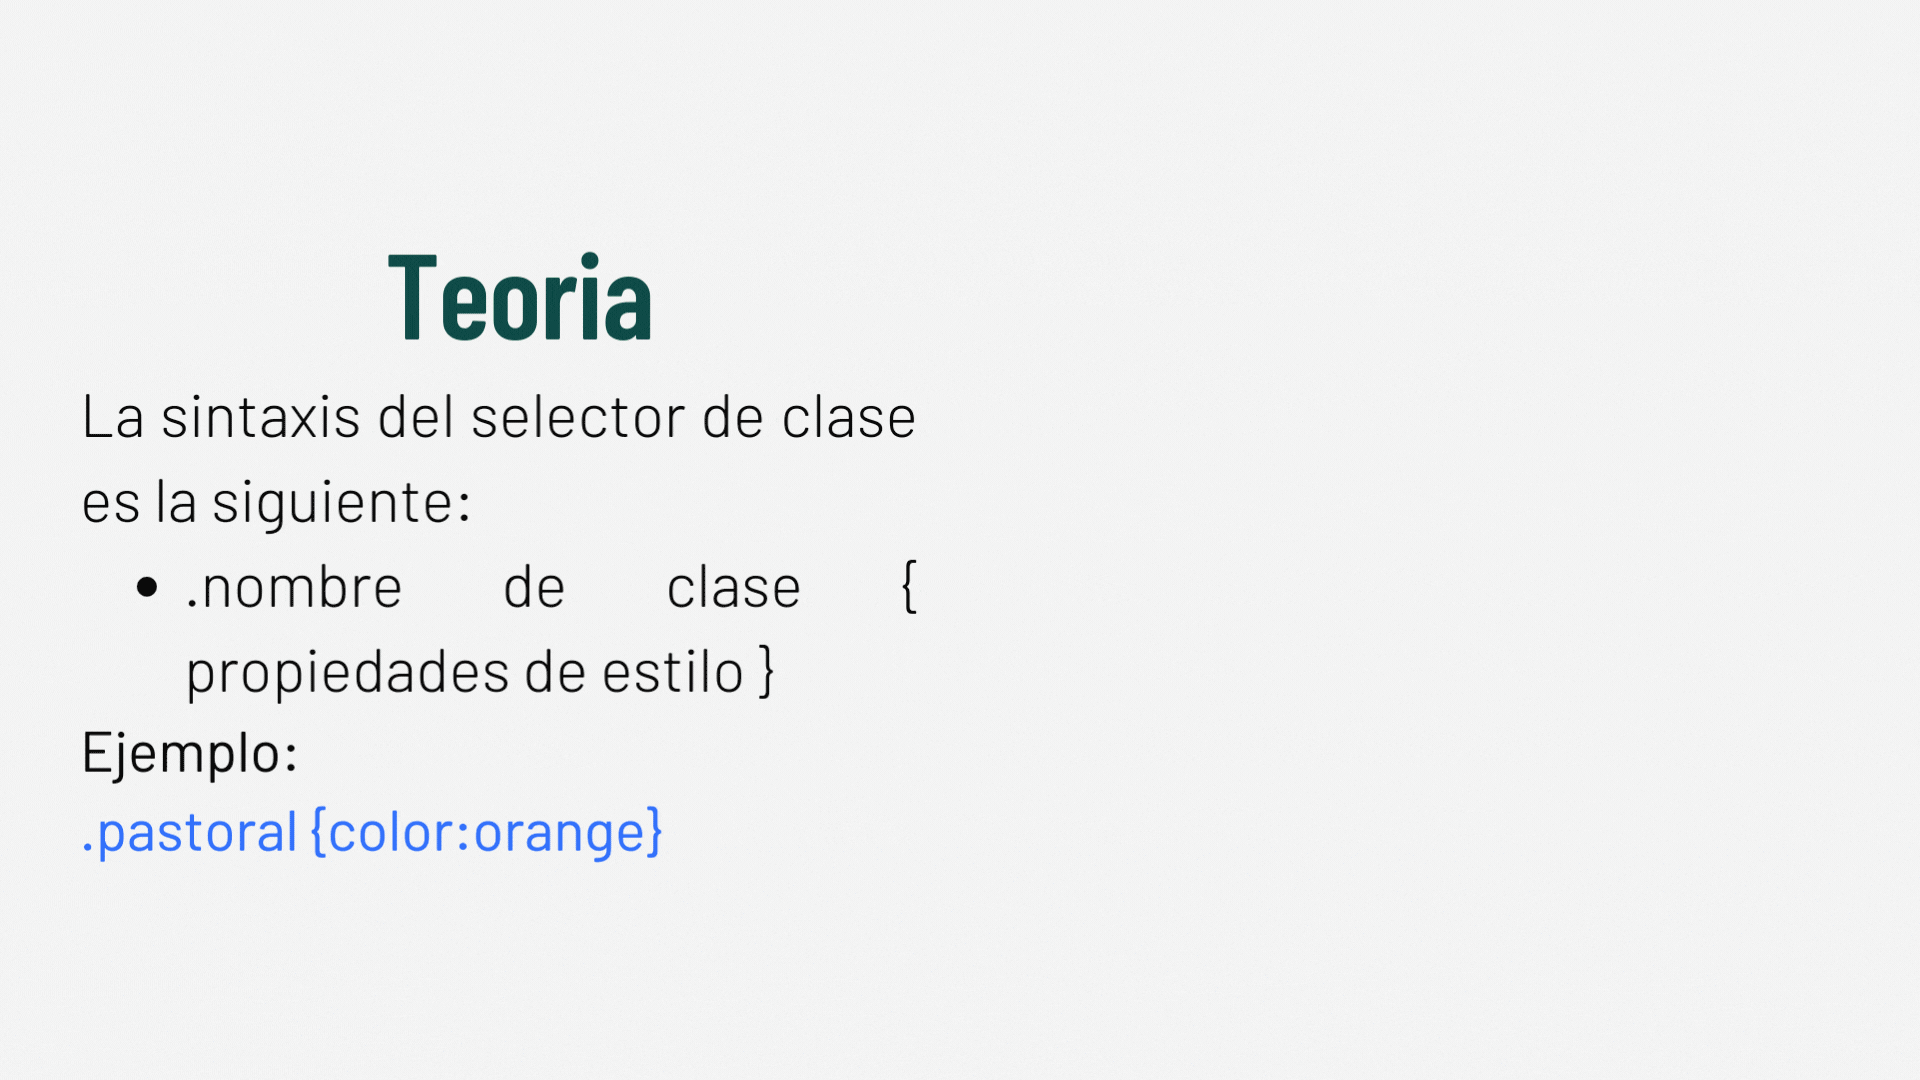 Teoria
La sintaxis del selector de clase
es la siguiente:
• .nombre de clase {
propiedades de estilo }
Ejemplo:
.pastoral {color:orange}